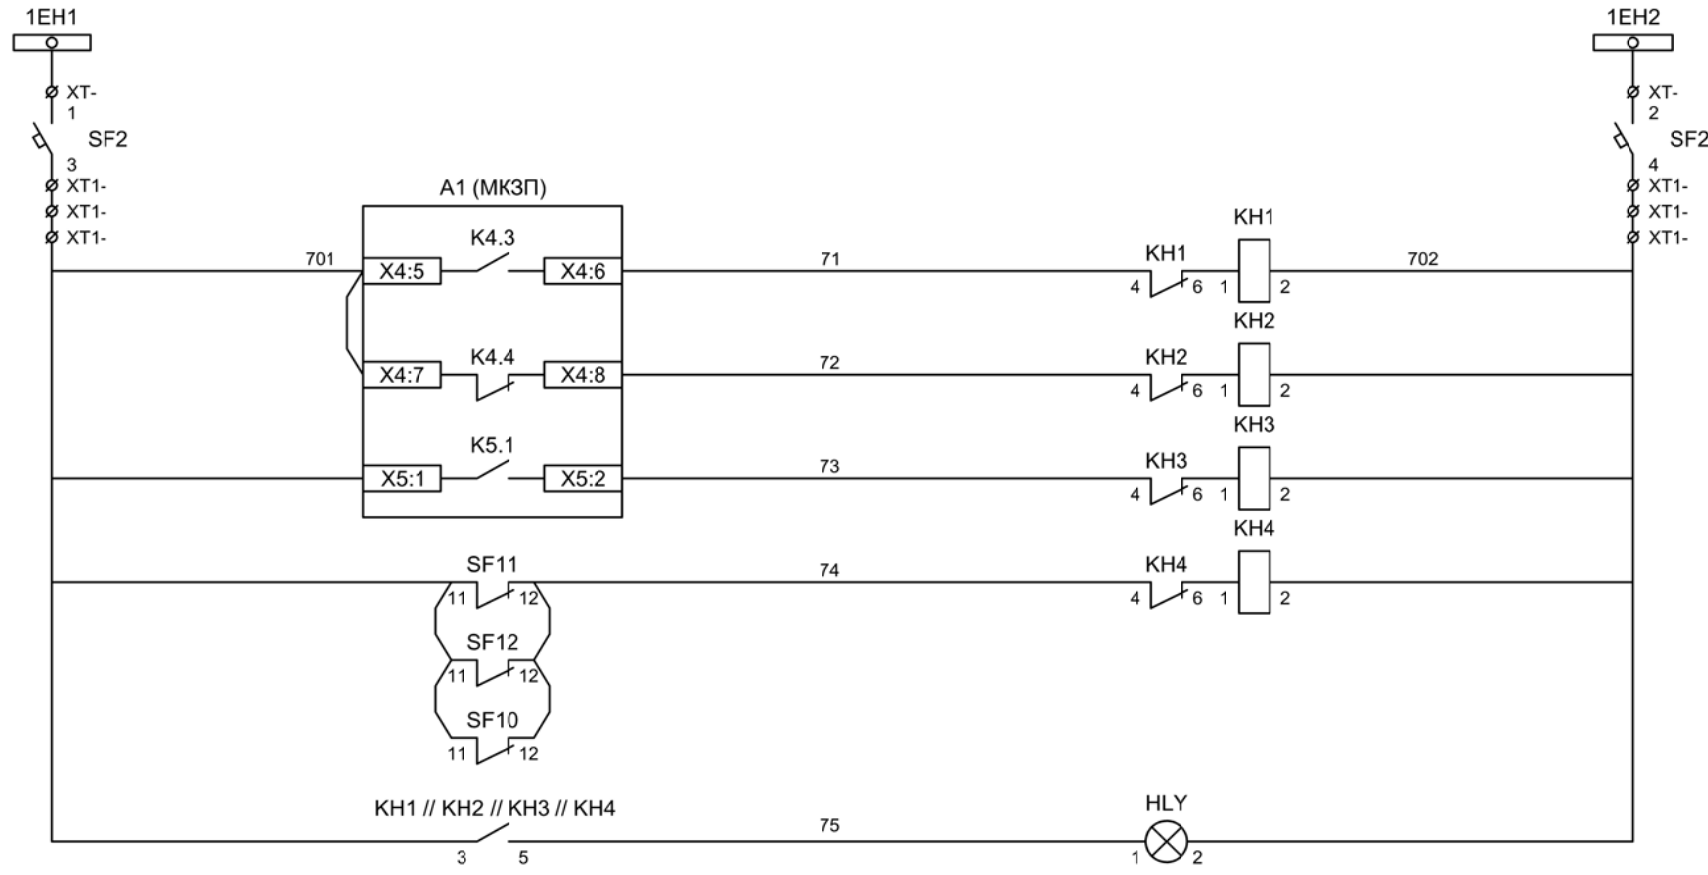 1EH1
1EH2
XT-
XT-
1
2
SF2
SF2
3
4
XT1-
XT1-
XT1-
XT1-
XT1-
XT1-
А1 (МКЗП)
701
K4.3
X4:5
X4:6
71
KH1
4
6
KH1
1
2
702
K4.4
X4:7
X4:8
72
KH2
4
6
KH2
1
2
K5.1
X5:1
X5:2
73
KH3
4
6
KH3
1
2
SF11
11
12
74
KH4
4
6
KH4
1
2
SF12
11
12
SF10
11
12
KH1 // KH2 // KH3 // KH4
3
5
75
HLY
1
2